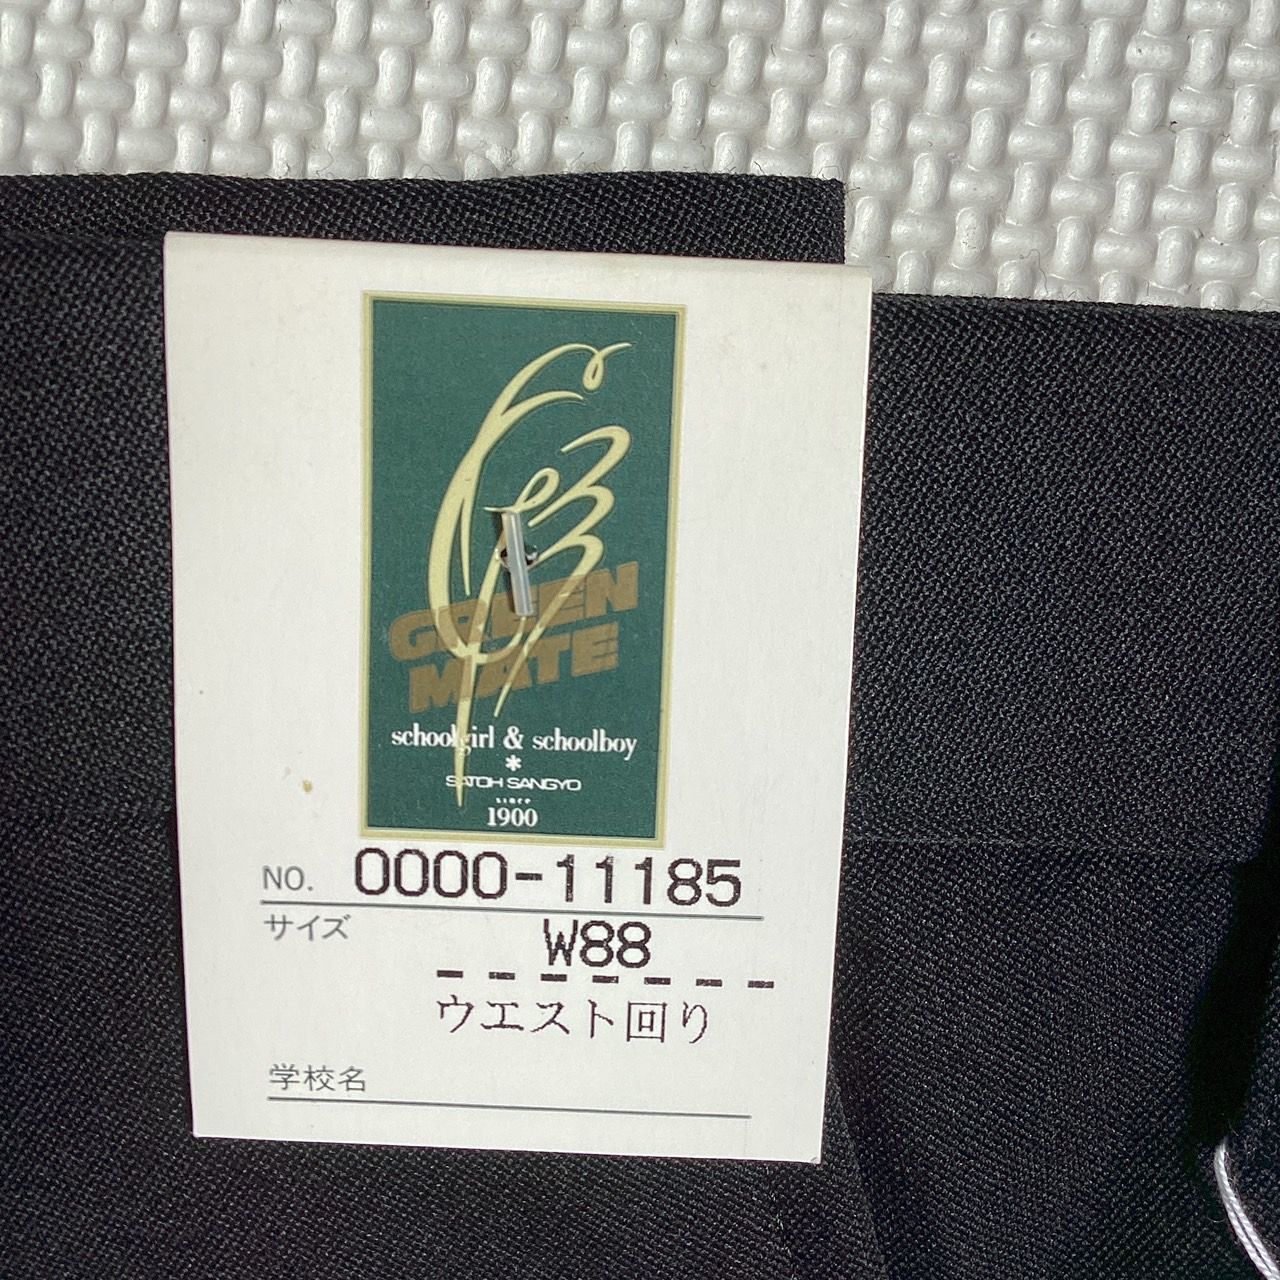 GREEN
MATE
schoolgirl & schoolboy
*
SATOH SANGYO
since
1900
NO. 0000-11185
サイズ W88
ウエスト回り
学校名